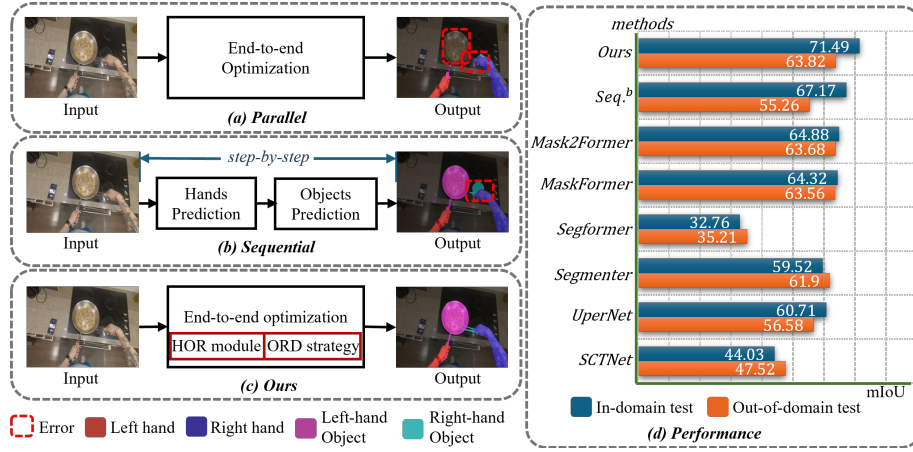 Input
End-to-end
Optimization
Output
(a) Parallel
step-by-step
Input
Hands
Prediction
Objects
Prediction
Output
(b) Sequential
Input
End-to-end optimization
HOR module
ORD strategy
Output
(c) Ours
Error
Left hand
Right hand
Left-hand
Object
Right-hand
Object
methods
Ours
71.49
63.82
Seq.ᵇ
67.17
55.26
Mask2Former
64.88
63.68
MaskFormer
64.32
63.56
Segformer
32.76
35.21
Segmenter
59.52
61.9
UperNet
60.71
56.58
SCTNet
44.03
47.52
mIoU
In-domain test
Out-of-domain test
(d) Performance